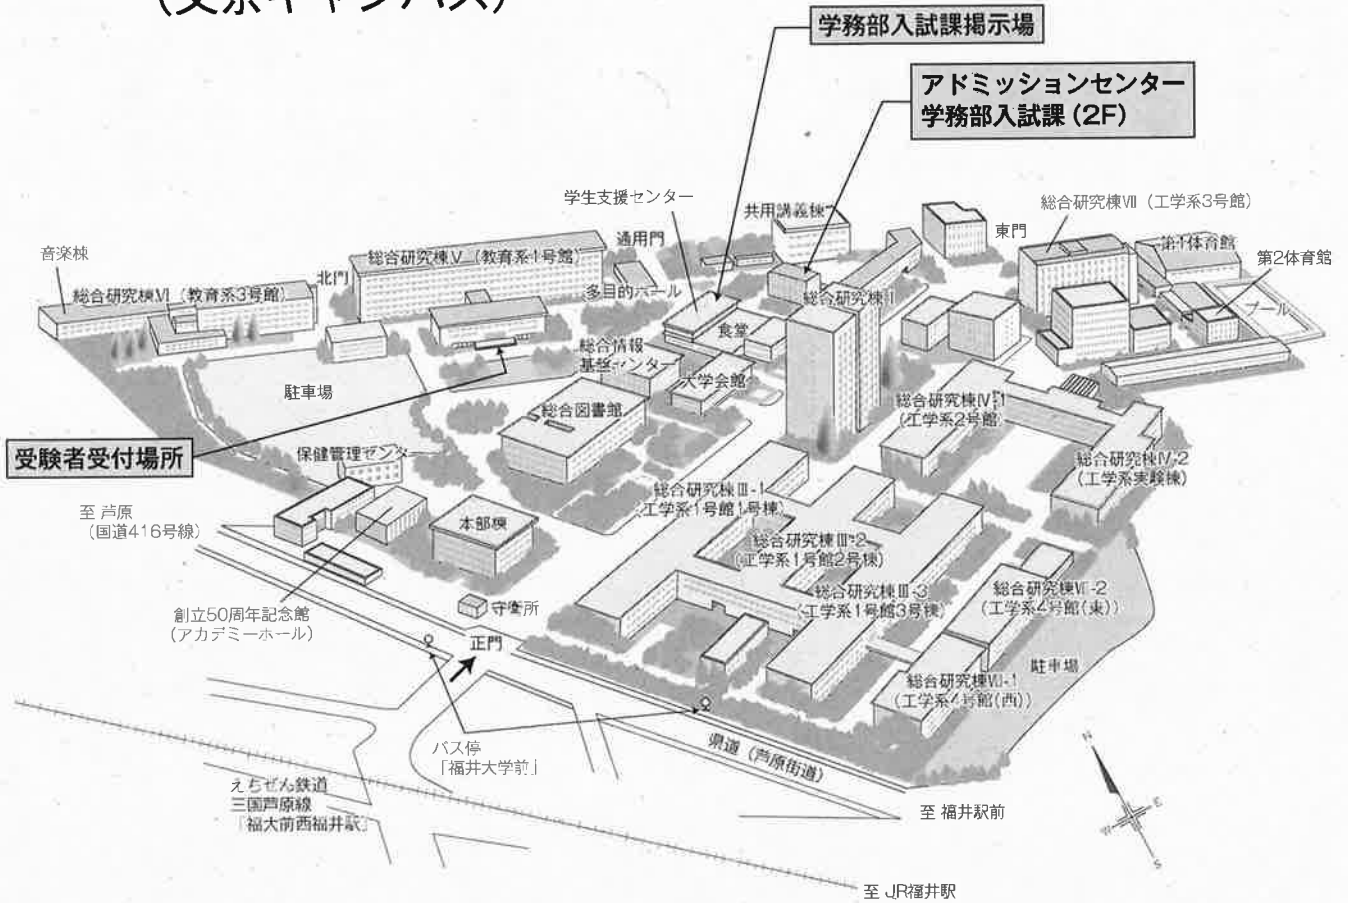 (文京キャンパス)
学務部入試課掲示場
アドミッションセンター
学務部入試課(2F)
学生支援センター
共用講義棟
総合研究棟Ⅶ(工学系3号館)
東門
第1体育館
第2体育館
プール
音楽棟
総合研究棟Ⅵ(教育系3号館)
北門
総合研究棟Ⅴ(教育系1号館)
通用門
多目的ホール
総合研究棟Ⅰ
食堂
総合情報
基盤センター
大学会館
駐車場
総合図書館
総合研究棟Ⅳ-1
(工学系2号館)
受験者受付場所
保健管理センター
総合研究棟Ⅳ-2
(工学系実験棟)
総合研究棟Ⅲ-1
(工学系1号館1号棟)
至 芦原
(国道416号線)
本部棟
総合研究棟Ⅲ-2
(工学系1号館2号棟)
総合研究棟Ⅲ-3
(工学系1号館3号棟)
-2
(工学系4号館(東))
創立50周年記念館
(アカデミーホール)
守衛所
正門
駐車場
-1
(工学系4号館(西))
バス停
「福井大学前」
県道(芦原街道)
えちぜん鉄道
三国芦原線
「福大前西福井駅」
至 福井駅前
至 JR福井駅
N
E
W
S